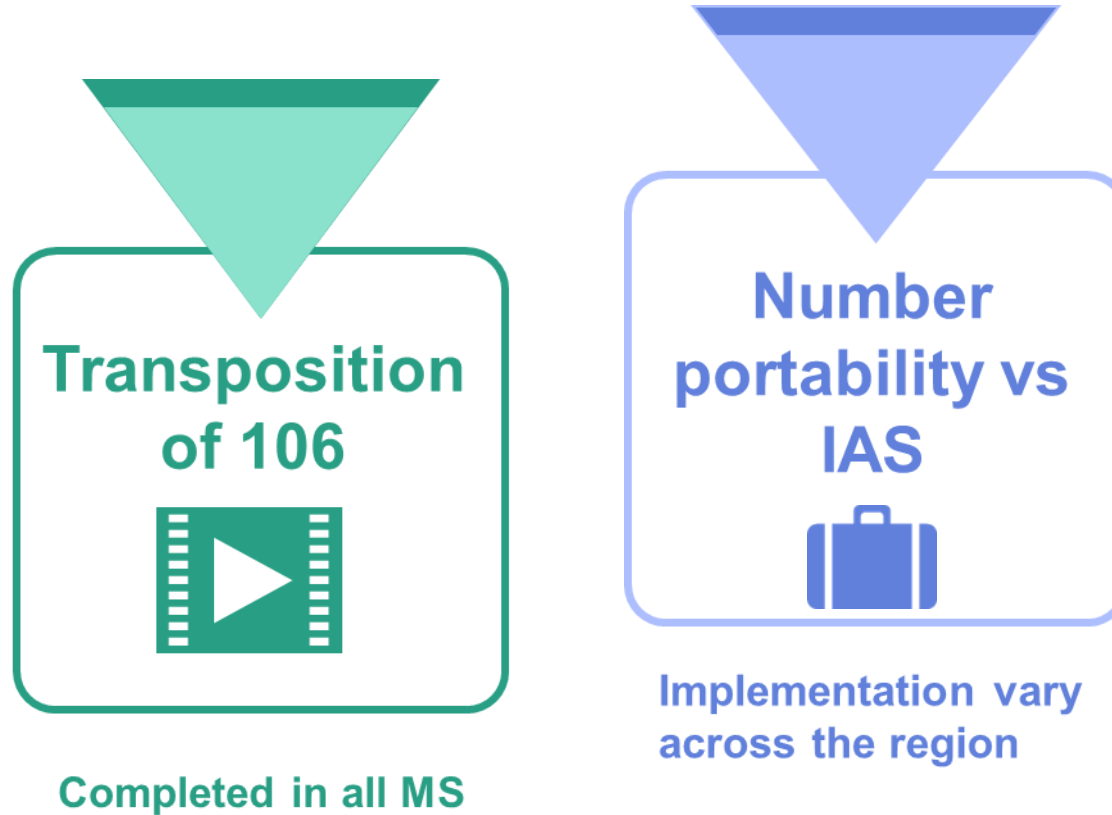 Transposition
of 106
Completed in all MS
Number
portability vs
IAS
Implementation vary
across the region